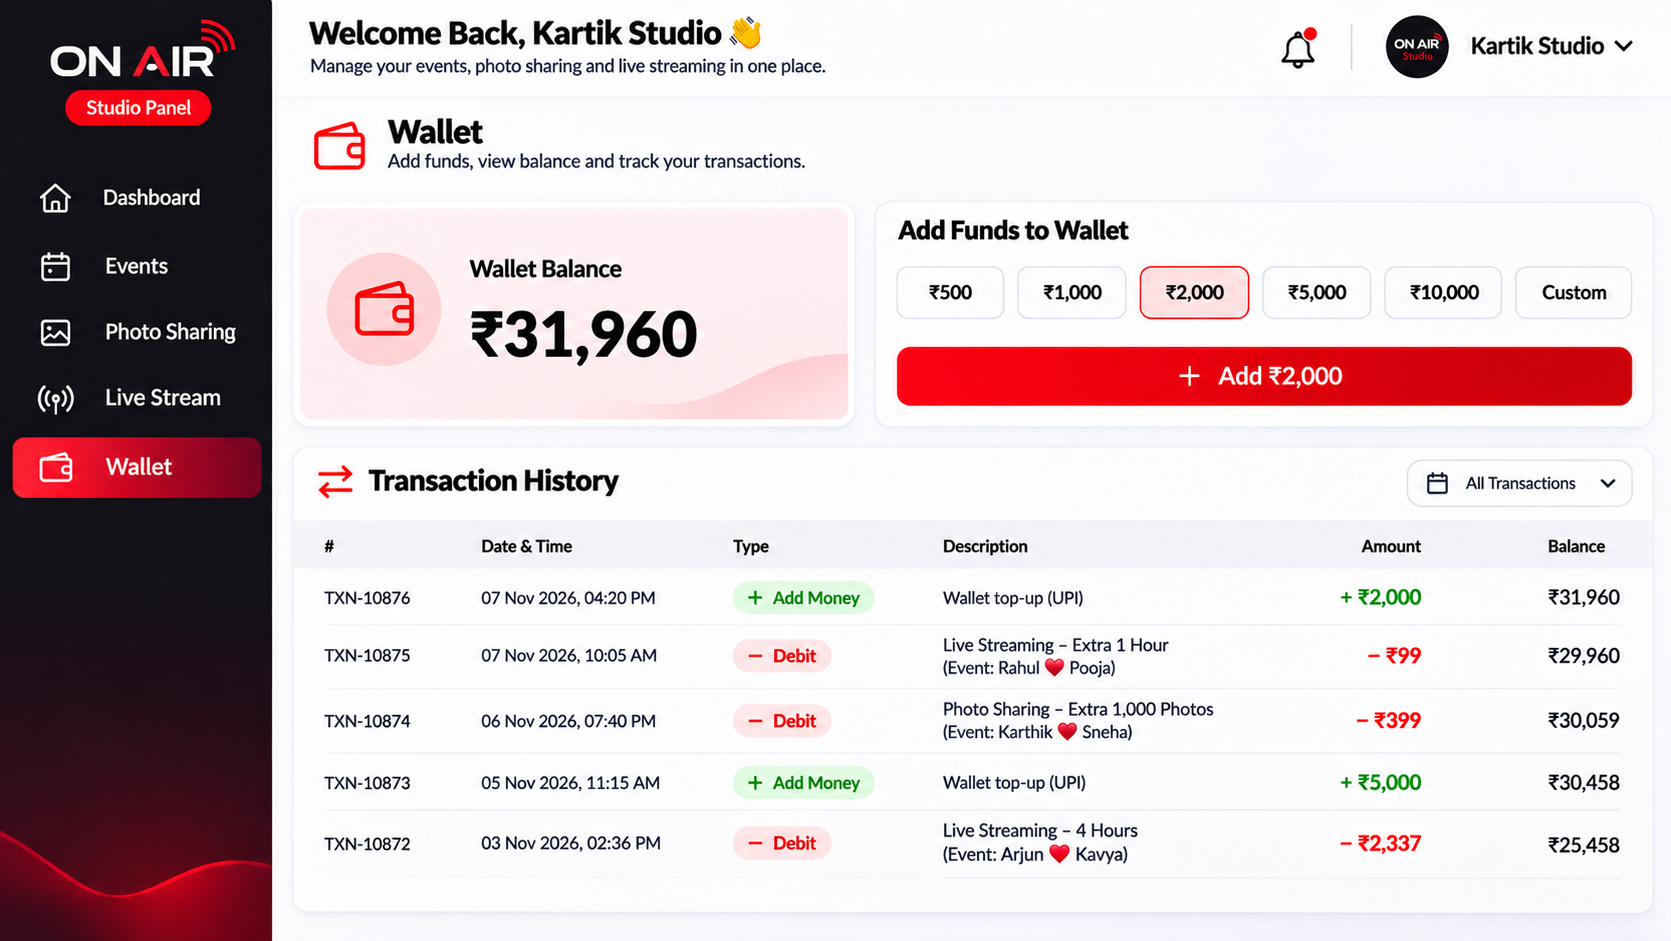 ON AIR
Studio Panel
Dashboard
Events
Photo Sharing
Live Stream
Wallet
Welcome Back, Kartik Studio 👋
Manage your events, photo sharing and live streaming in one place.
ON AIR
Studio
Kartik Studio
Wallet
Add funds, view balance and track your transactions.
Wallet Balance
₹31,960
Add Funds to Wallet
₹500 ₹1,000 ₹2,000 ₹5,000 ₹10,000 Custom
+ Add ₹2,000
Transaction History
All Transactions
# Date & Time Type Description Amount Balance
TXN-10876 07 Nov 2026, 04:20 PM + Add Money Wallet top-up (UPI) + ₹2,000 ₹31,960
TXN-10875 07 Nov 2026, 10:05 AM − Debit Live Streaming – Extra 1 Hour − ₹99 ₹29,960
(Event: Rahul ❤️ Pooja)
TXN-10874 06 Nov 2026, 07:40 PM − Debit Photo Sharing – Extra 1,000 Photos − ₹399 ₹30,059
(Event: Karthik ❤️ Sneha)
TXN-10873 05 Nov 2026, 11:15 AM + Add Money Wallet top-up (UPI) + ₹5,000 ₹30,458
TXN-10872 03 Nov 2026, 02:36 PM − Debit Live Streaming – 4 Hours − ₹2,337 ₹25,458
(Event: Arjun ❤️ Kavya)